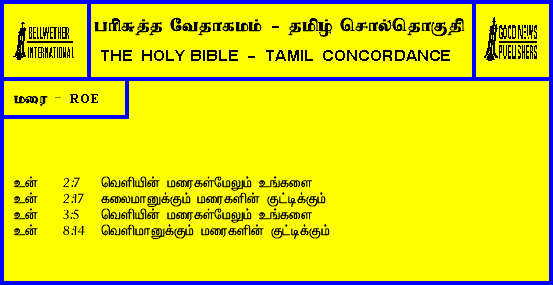 BELLWETHER
INTERNATIONAL
பரிசுத்த வேதாகமம் - தமிழ் சொல்தொகுதி
THE HOLY BIBLE - TAMIL CONCORDANCE
GOOD NEWS
PUBLISHERS
மரை - ROE
உன் 2:7 வெளியின் மரைகள்மேலும் உங்களை
உன் 2:17 கலைமானுக்கும் மரைகளின் குட்டிக்கும்
உன் 3:5 வெளியின் மரைகள்மேலும் உங்களை
உன் 8:14 வெளிமானுக்கும் மரைகளின் குட்டிக்கும்